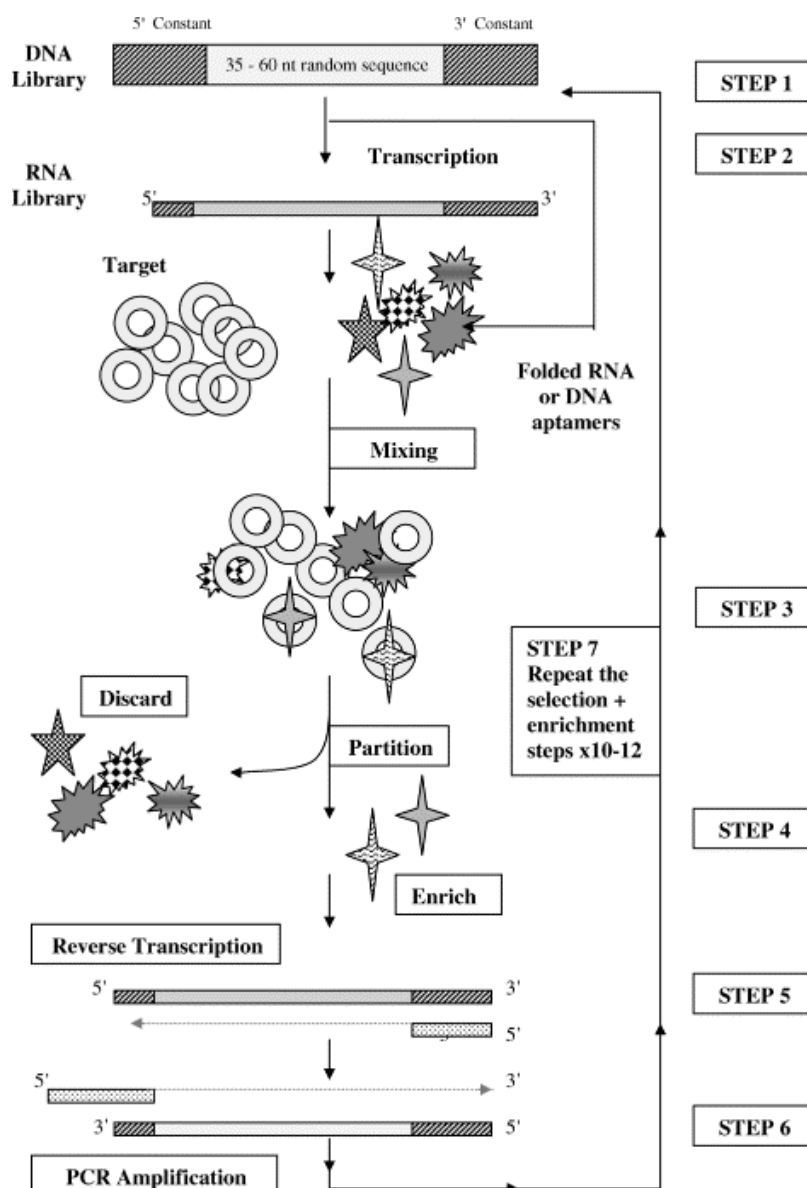 5' Constant
3' Constant
DNA
Library
35 - 60 nt random sequence
STEP 1
Transcription
STEP 2
RNA
Library
5'
3'
Target
Folded RNA
or DNA
aptamers
Mixing
STEP 3
STEP 7
Repeat the
selection +
enrichment
steps x10-12
Discard
Partition
STEP 4
Enrich
Reverse Transcription
5'
3'
STEP 5
5'
5'
3'
3'
5'
STEP 6
PCR Amplification